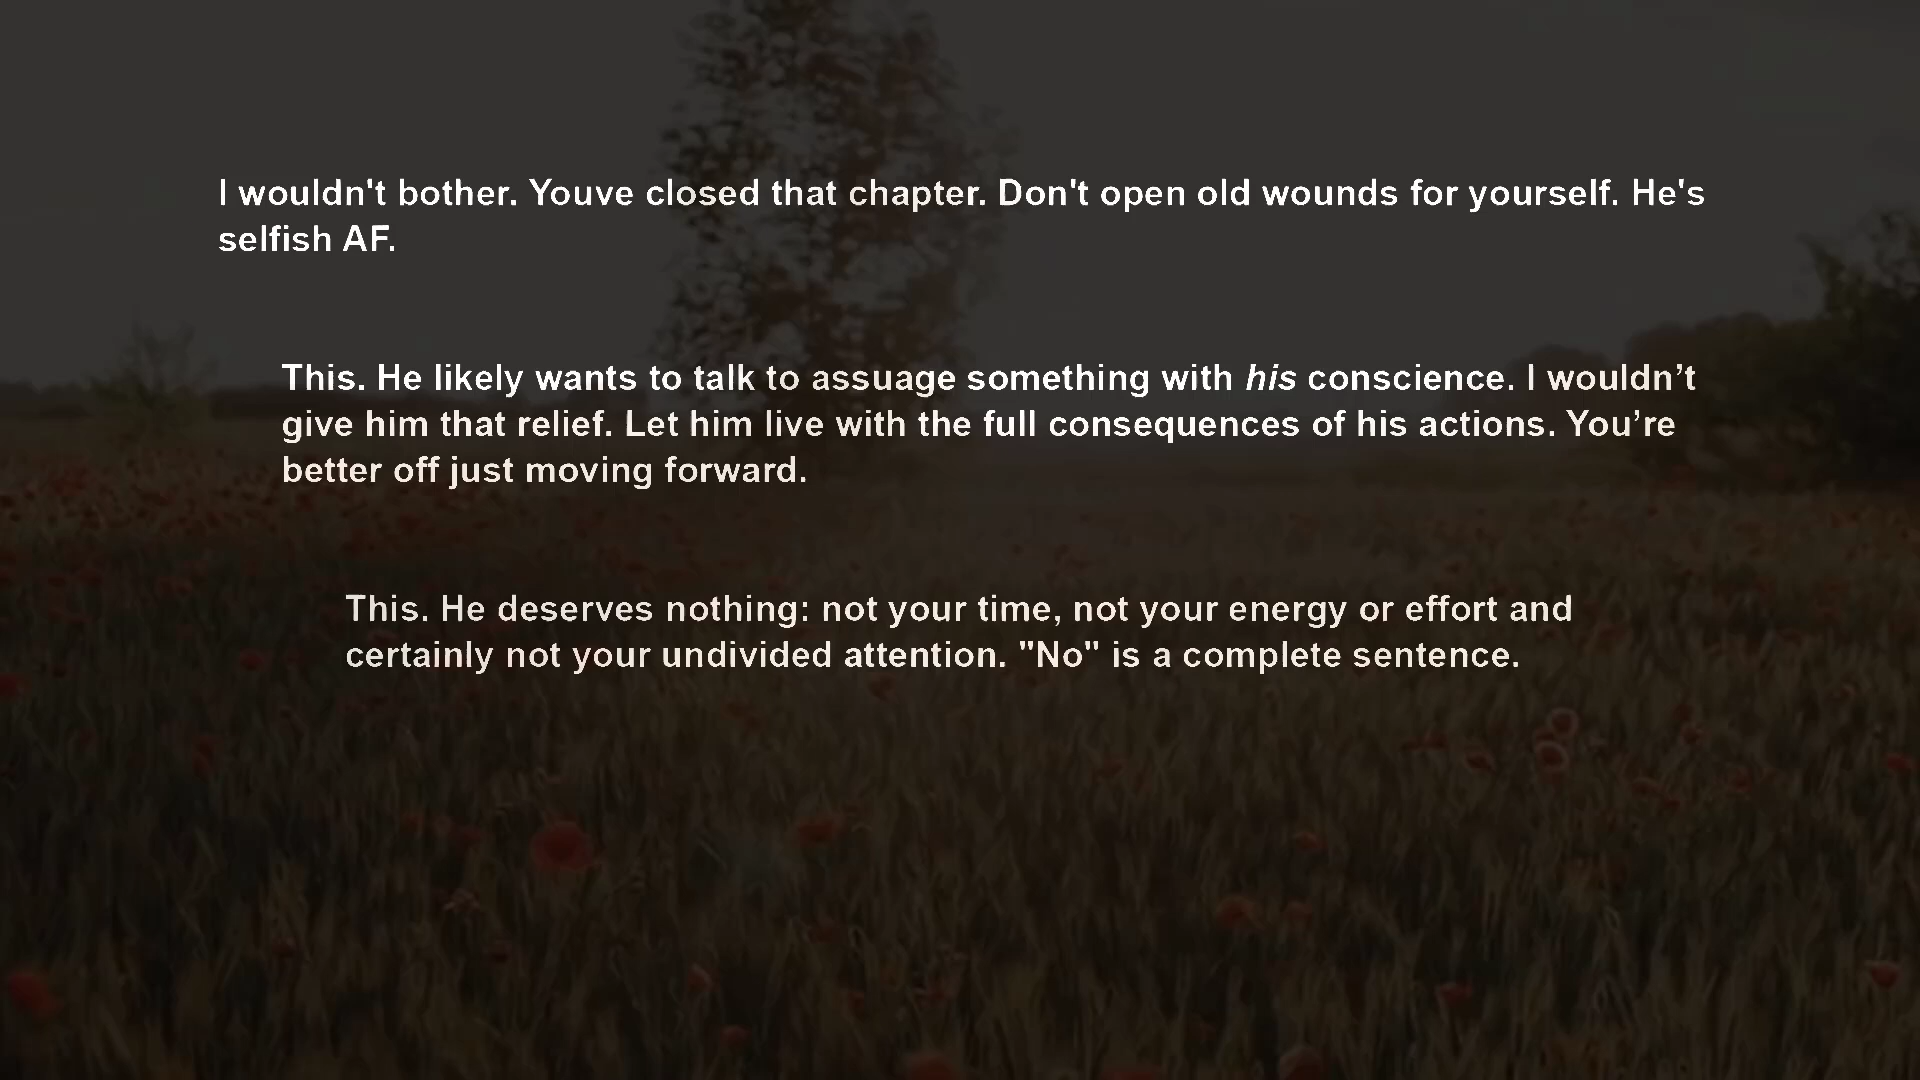 I wouldn't bother. Youve closed that chapter. Don't open old wounds for yourself. He's
selfish AF.
This. He likely wants to talk to assuage something with his conscience. I wouldn’t
give him that relief. Let him live with the full consequences of his actions. You’re
better off just moving forward.
This. He deserves nothing: not your time, not your energy or effort and
certainly not your undivided attention. "No" is a complete sentence.